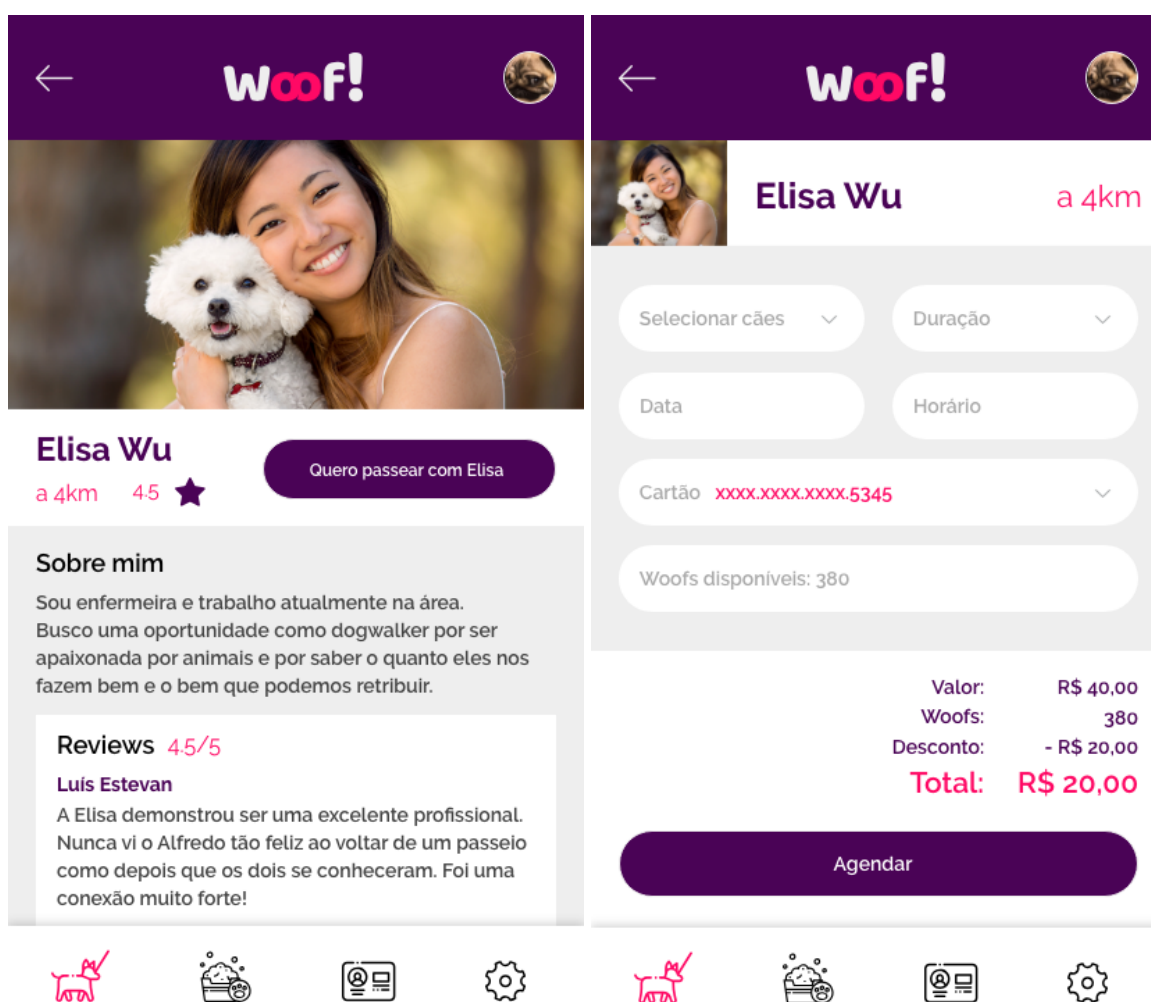 Woof!
Elisa Wu
a 4km 4.5
Quero passear com Elisa
Sobre mim
Sou enfermeira e trabalho atualmente na área.
Busco uma oportunidade como dogwalker por ser
apaixonada por animais e por saber o quanto eles nos
fazem bem e o bem que podemos retribuir.
Reviews 4.5/5
Luís Estevan
A Elisa demonstrou ser uma excelente profissional.
Nunca vi o Alfredo tão feliz ao voltar de um passeio
como depois que os dois se conheceram. Foi uma
conexão muito forte!
Woof!
Elisa Wu a 4km
Selecionar cães Duração
Data Horário
Cartão xxxx.xxxx.xxxx.5345
Woofs disponíveis: 380
Valor: R$ 40,00
Woofs: 380
Desconto: - R$ 20,00
Total: R$ 20,00
Agendar